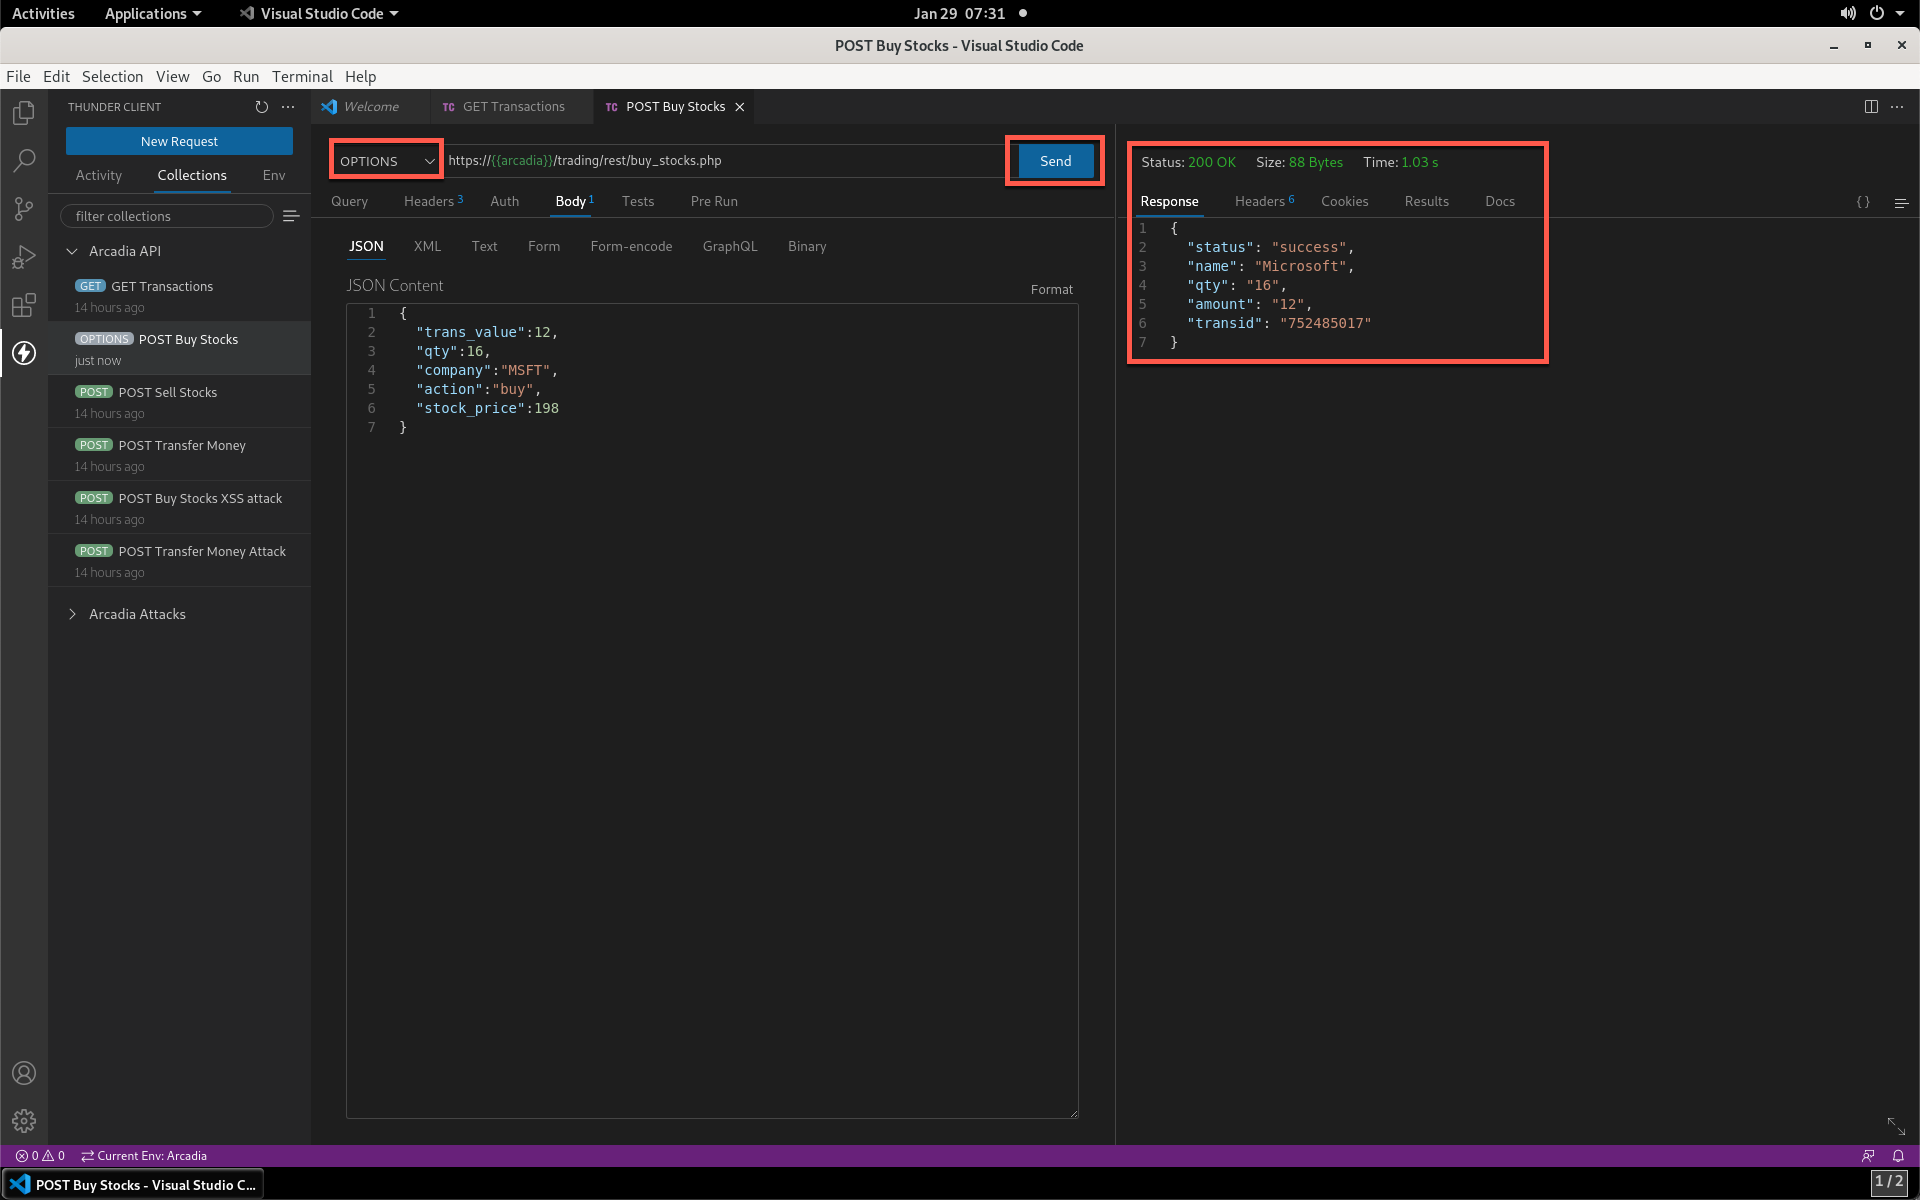 Activities Applications Visual Studio Code Jan 29 07:31
POST Buy Stocks - Visual Studio Code
File Edit Selection View Go Run Terminal Help
THUNDER CLIENT
New Request
Activity Collections Env
filter collections
Arcadia API
GET GET Transactions
14 hours ago
OPTIONS POST Buy Stocks
just now
POST POST Sell Stocks
14 hours ago
POST POST Transfer Money
14 hours ago
POST POST Buy Stocks XSS attack
14 hours ago
POST POST Transfer Money Attack
14 hours ago
Arcadia Attacks
Welcome TC GET Transactions TC POST Buy Stocks
OPTIONS https://{{arcadia}}/trading/rest/buy_stocks.php Send
Query Headers 3 Auth Body 1 Tests Pre Run
JSON XML Text Form Form-encode GraphQL Binary
JSON Content Format
1 {
2 "trans_value":12,
3 "qty":16,
4 "company":"MSFT",
5 "action":"buy",
6 "stock_price":198
7 }
Status: 200 OK Size: 88 Bytes Time: 1.03 s
Response Headers 6 Cookies Results Docs {}
1 {
2 "status": "success",
3 "name": "Microsoft",
4 "qty": "16",
5 "amount": "12",
6 "transid": "752485017"
7 }
0 0 Current Env: Arcadia
POST Buy Stocks - Visual Studio C... 1 / 2